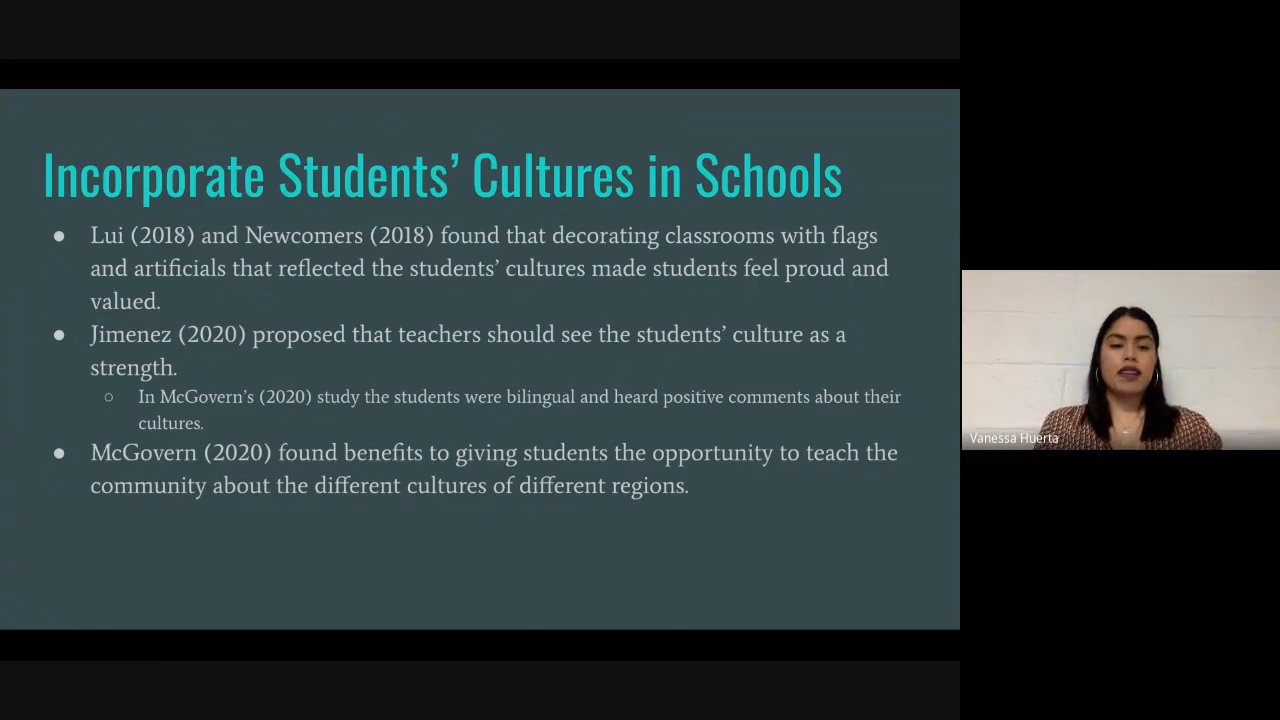 Incorporate Students’ Cultures in Schools
● Lui (2018) and Newcomers (2018) found that decorating classrooms with flags
and artificials that reflected the students’ cultures made students feel proud and
valued.
● Jimenez (2020) proposed that teachers should see the students’ culture as a
strength.
○ In McGovern’s (2020) study the students were bilingual and heard positive comments about their
cultures.
● McGovern (2020) found benefits to giving students the opportunity to teach the
community about the different cultures of different regions.
Vanessa Huerta